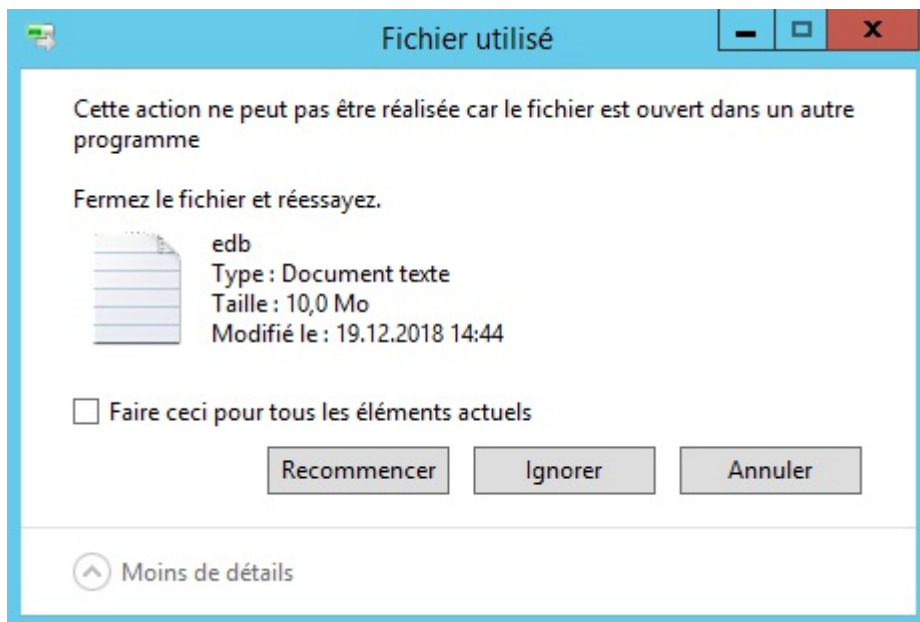 Fichier utilisé
Cette action ne peut pas être réalisée car le fichier est ouvert dans un autre
programme
Fermez le fichier et réessayez.
edb
Type : Document texte
Taille : 10,0 Mo
Modifié le : 19.12.2018 14:44
Faire ceci pour tous les éléments actuels
Recommencer Ignorer Annuler
Moins de détails